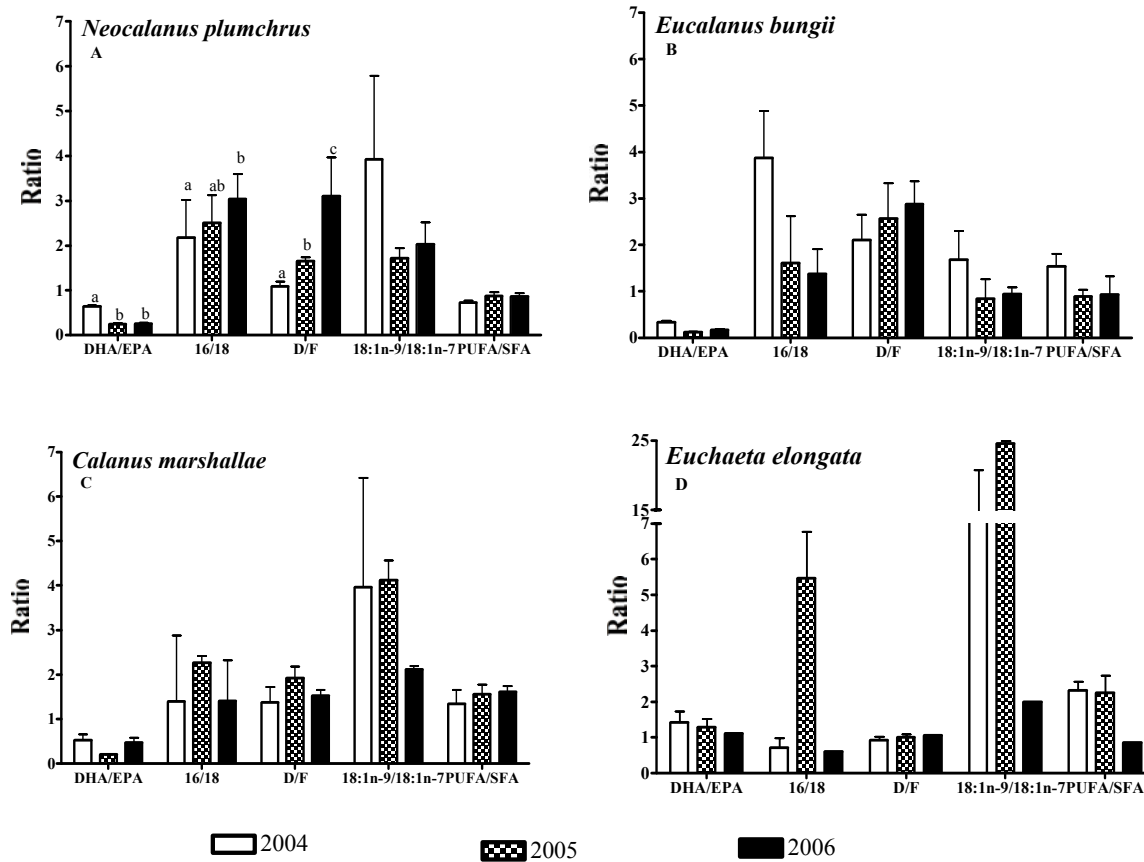 Neocalanus plumchrus
A
7
6
5
4
3
2
1
0
Ratio
a
b
b
a
ab
b
a
b
c
DHA/EPA 16/18 D/F 18:1n-9/18:1n-7 PUFA/SFA
Eucalanus bungii
B
7
6
5
4
3
2
1
0
Ratio
DHA/EPA 16/18 D/F 18:1n-9/18:1n-7 PUFA/SFA
Calanus marshallae
C
7
6
5
4
3
2
1
0
Ratio
DHA/EPA 16/18 D/F 18:1n-9/18:1n-7 PUFA/SFA
Euchaeta elongata
D
25
15
7
6
5
4
3
2
1
0
Ratio
DHA/EPA 16/18 D/F 18:1n-9/18:1n-7 PUFA/SFA
2004 2005 2006